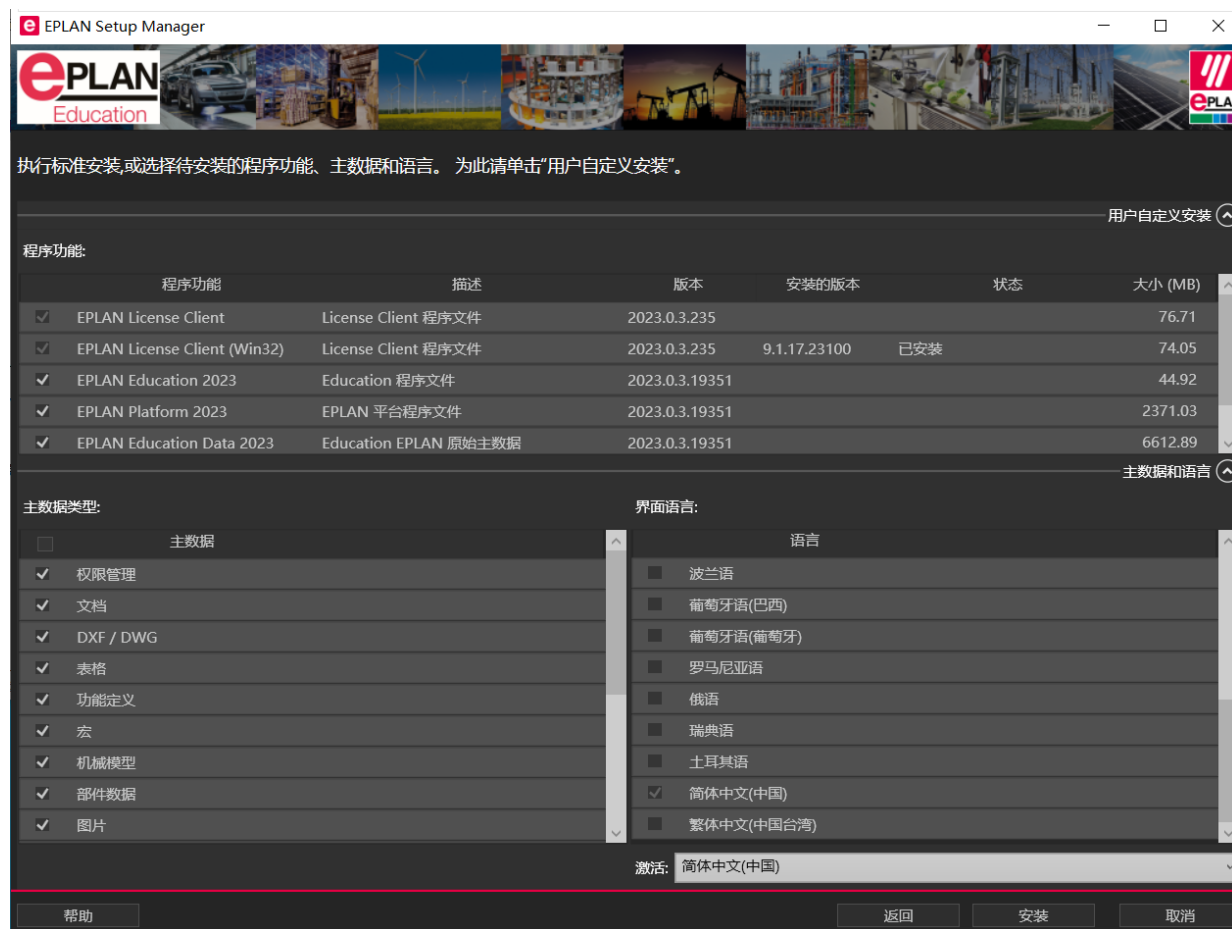 EPLAN Setup Manager
ePLAN
Education
ePLA
执行标准安装,或选择待安装的程序功能、主数据和语言。 为此请单击“用户自定义安装”。
用户自定义安装
程序功能:
程序功能 描述 版本 安装的版本 状态 大小 (MB)
EPLAN License Client License Client 程序文件 2023.0.3.235 76.71
EPLAN License Client (Win32) License Client 程序文件 2023.0.3.235 9.1.17.23100 已安装 74.05
EPLAN Education 2023 Education 程序文件 2023.0.3.19351 44.92
EPLAN Platform 2023 EPLAN 平台程序文件 2023.0.3.19351 2371.03
EPLAN Education Data 2023 Education EPLAN 原始主数据 2023.0.3.19351 6612.89
主数据和语言
主数据类型: 界面语言:
主数据 语言
权限管理 波兰语
文档 葡萄牙语(巴西)
DXF / DWG 葡萄牙语(葡萄牙)
表格 罗马尼亚语
功能定义 俄语
宏 瑞典语
机械模型 土耳其语
部件数据 简体中文(中国)
图片 繁体中文(中国台湾)
激活: 简体中文(中国)
帮助 返回 安装 取消